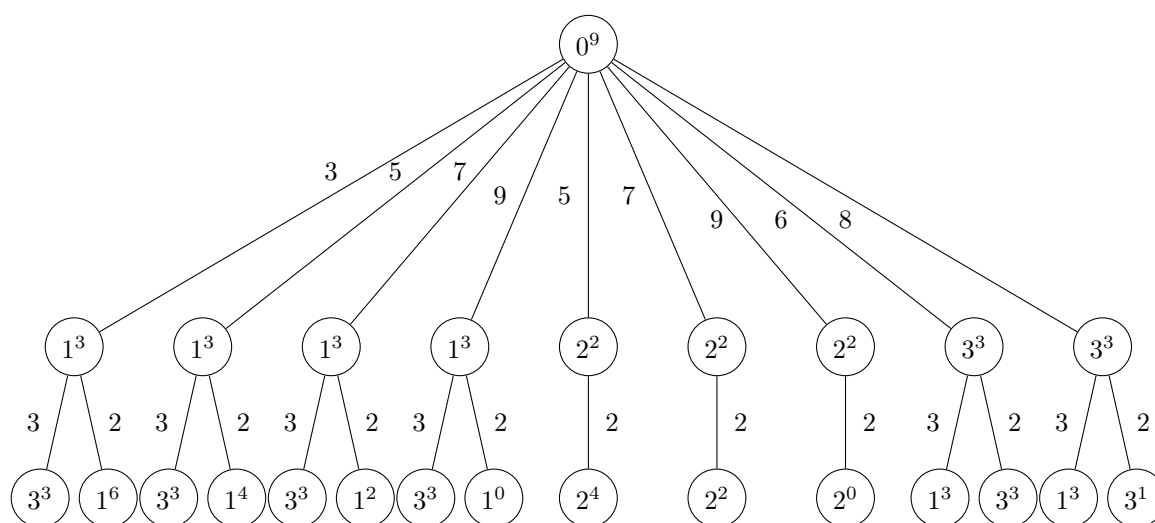 0⁹
3 5 7 9 5 7 9 6 8
1³ 1³ 1³ 1³ 2² 2² 2² 3³ 3³
3 2 3 2 3 2 3 2 2 2 2 3 2 3 2
3³ 1⁶ 3³ 1⁴ 3³ 1² 3³ 1⁰ 2⁴ 2² 2⁰ 1³ 3³ 1³ 3¹